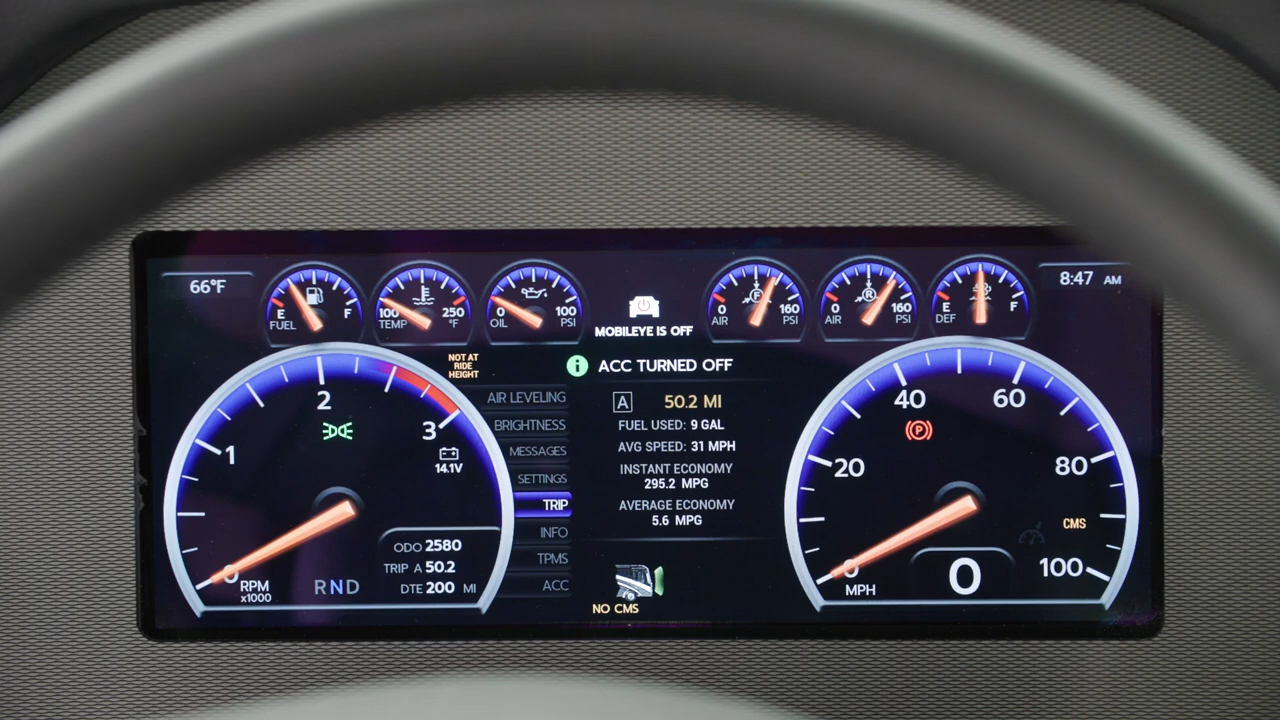 66°F
E F
FUEL
100 250
TEMP °F
0 100
OIL PSI
MOBILEYE IS OFF
F
0 160
AIR PSI
R
0 160
AIR PSI
E F
DEF
8:47 AM
NOT AT
RIDE
HEIGHT
i ACC TURNED OFF
0 1 2 3
14.1V
RPM
x1000
RND
ODO 2580
TRIP A 50.2
DTE 200 MI
AIR LEVELING
BRIGHTNESS
MESSAGES
SETTINGS
TRIP
INFO
TPMS
ACC
A 50.2 MI
FUEL USED: 9 GAL
AVG SPEED: 31 MPH
INSTANT ECONOMY
295.2 MPG
AVERAGE ECONOMY
5.6 MPG
NO CMS
0 20 40 60 80 100
P
CMS
MPH
0